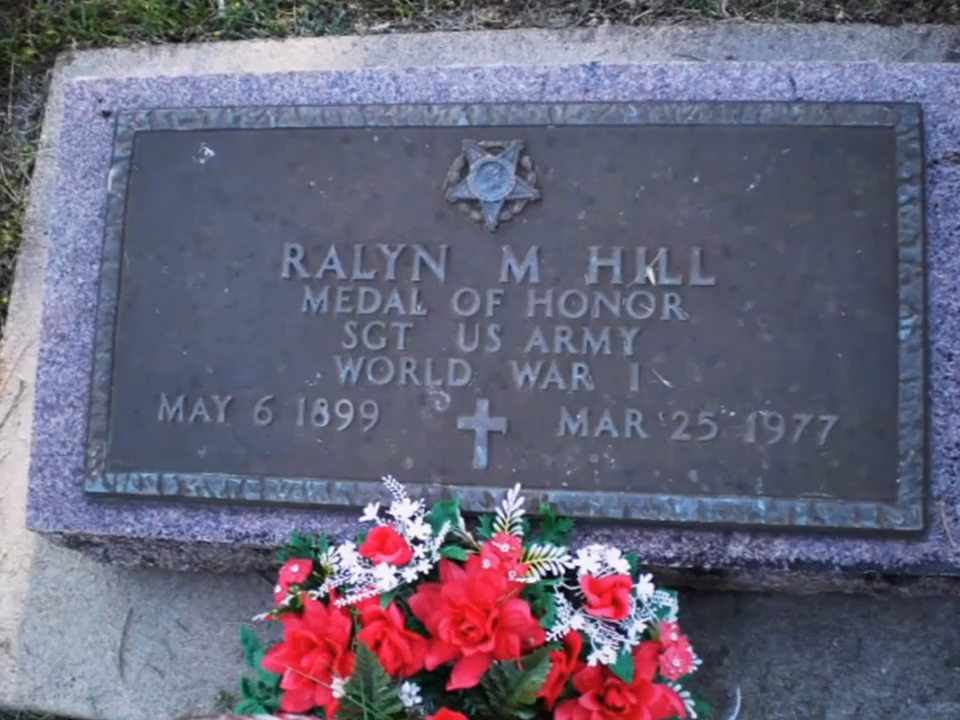 RALYN M HILL
MEDAL OF HONOR
SGT US ARMY
WORLD WAR I
MAY 6 1899 MAR 25 1977